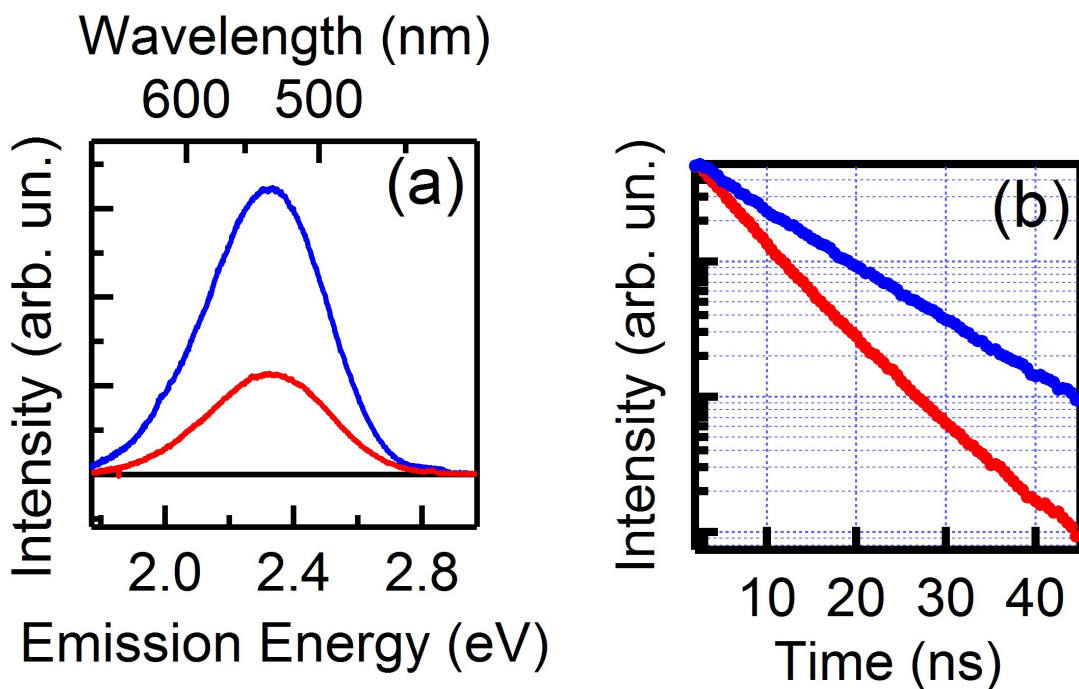 Wavelength (nm)
600 500
Intensity (arb. un.)
(a)
2.0 2.4 2.8
Emission Energy (eV)
Intensity (arb. un.)
(b)
10 20 30 40
Time (ns)